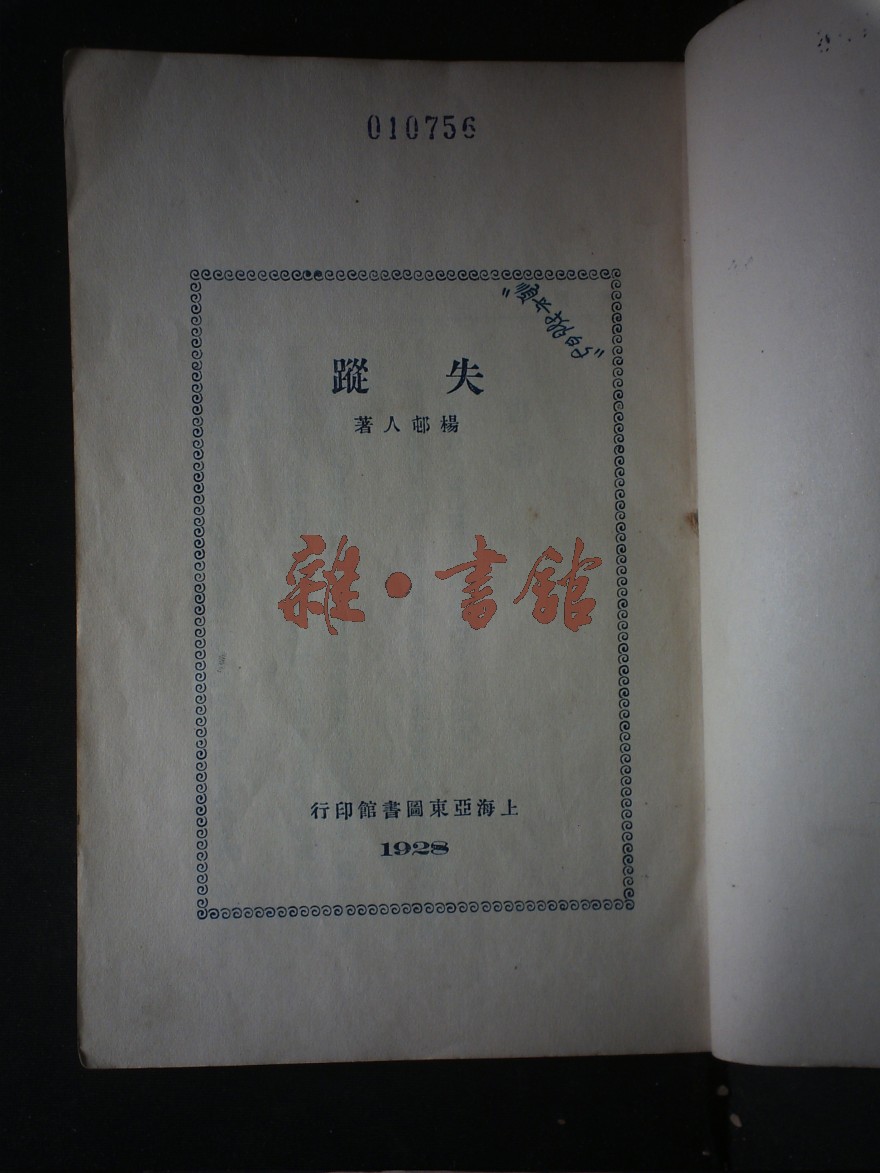 010756
失蹤
楊邨人著
雜·書館
上海亞東圖書館印行
1928